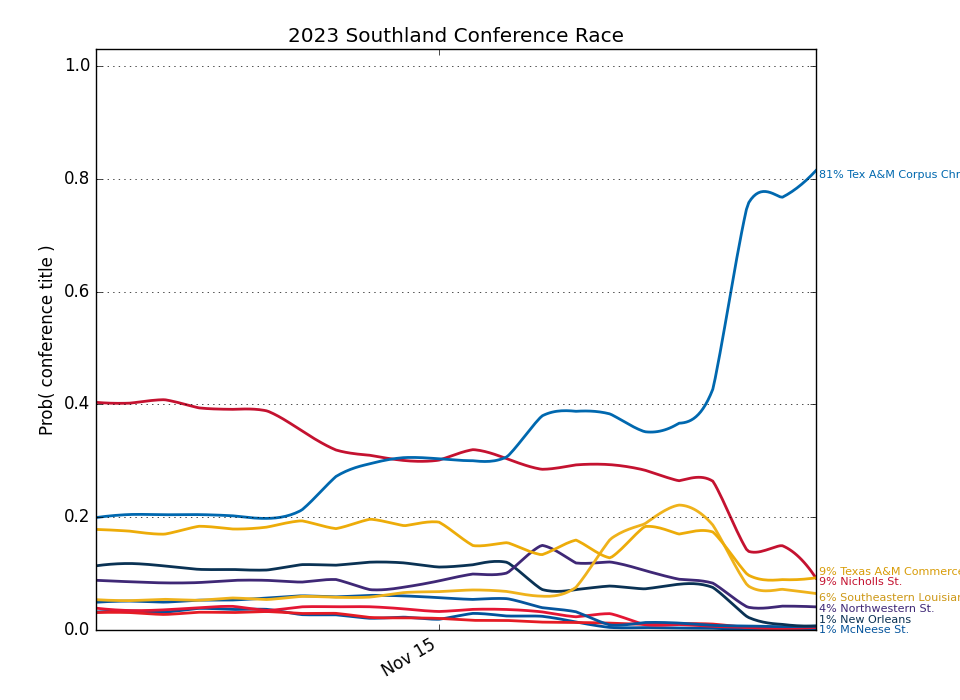 2023 Southland Conference Race
Prob( conference title )
1.0
0.8
0.6
0.4
0.2
0.0
Nov 15
81% Tex A&M Corpus Chr
9% Texas A&M Commerce
9% Nicholls St.
6% Southeastern Louisian
4% Northwestern St.
1% New Orleans
1% McNeese St.